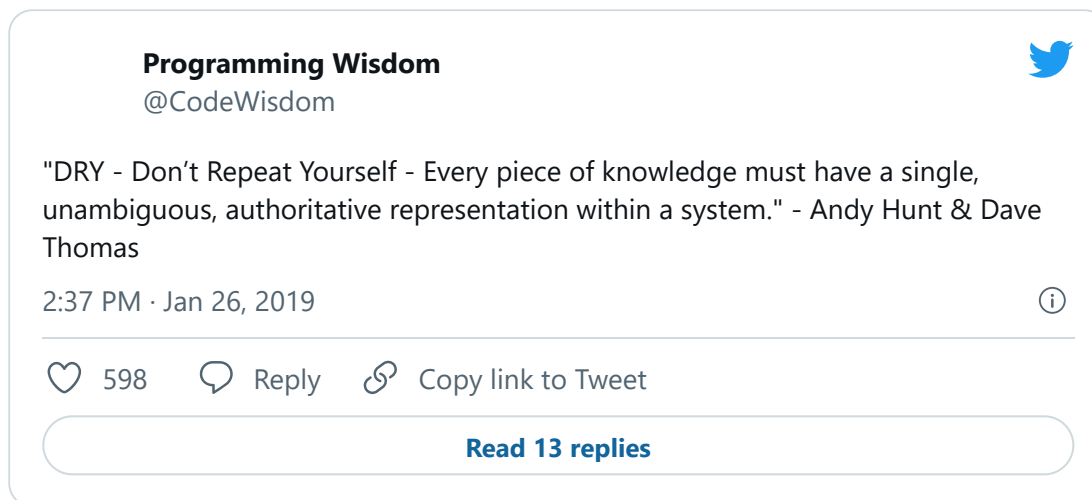 Programming Wisdom
@CodeWisdom
"DRY - Don’t Repeat Yourself - Every piece of knowledge must have a single,
unambiguous, authoritative representation within a system." - Andy Hunt & Dave
Thomas
2:37 PM · Jan 26, 2019
598 Reply Copy link to Tweet
Read 13 replies